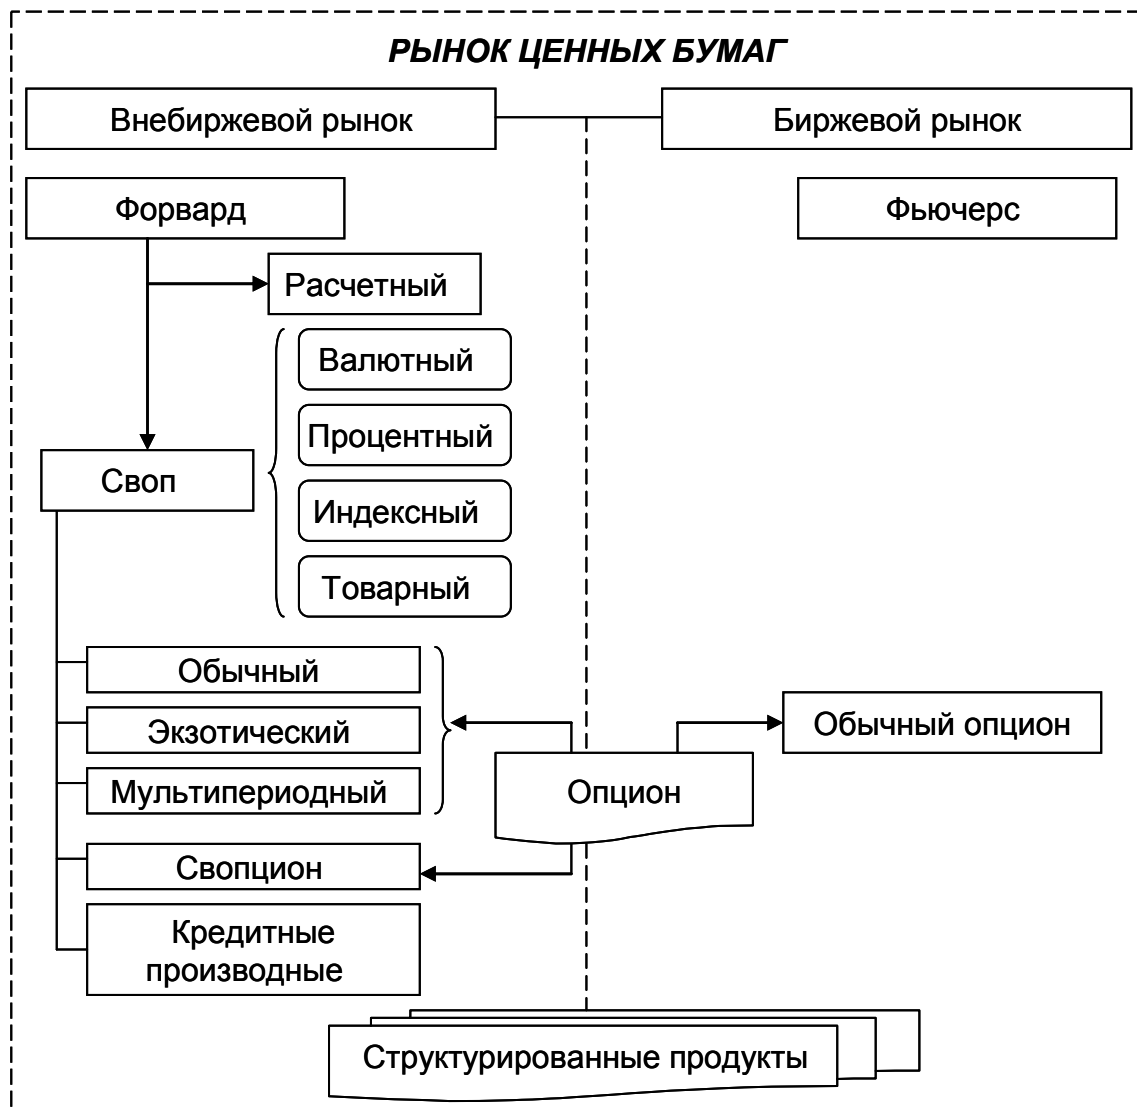 РЫНОК ЦЕННЫХ БУМАГ
Внебиржевой рынок
Биржевой рынок
Форвард
Фьючерс
Расчетный
Валютный
Процентный
Своп
Индексный
Товарный
Обычный
Экзотический
Обычный опцион
Мультипериодный
Опцион
Свопцион
Кредитные
производные
Структурированные продукты